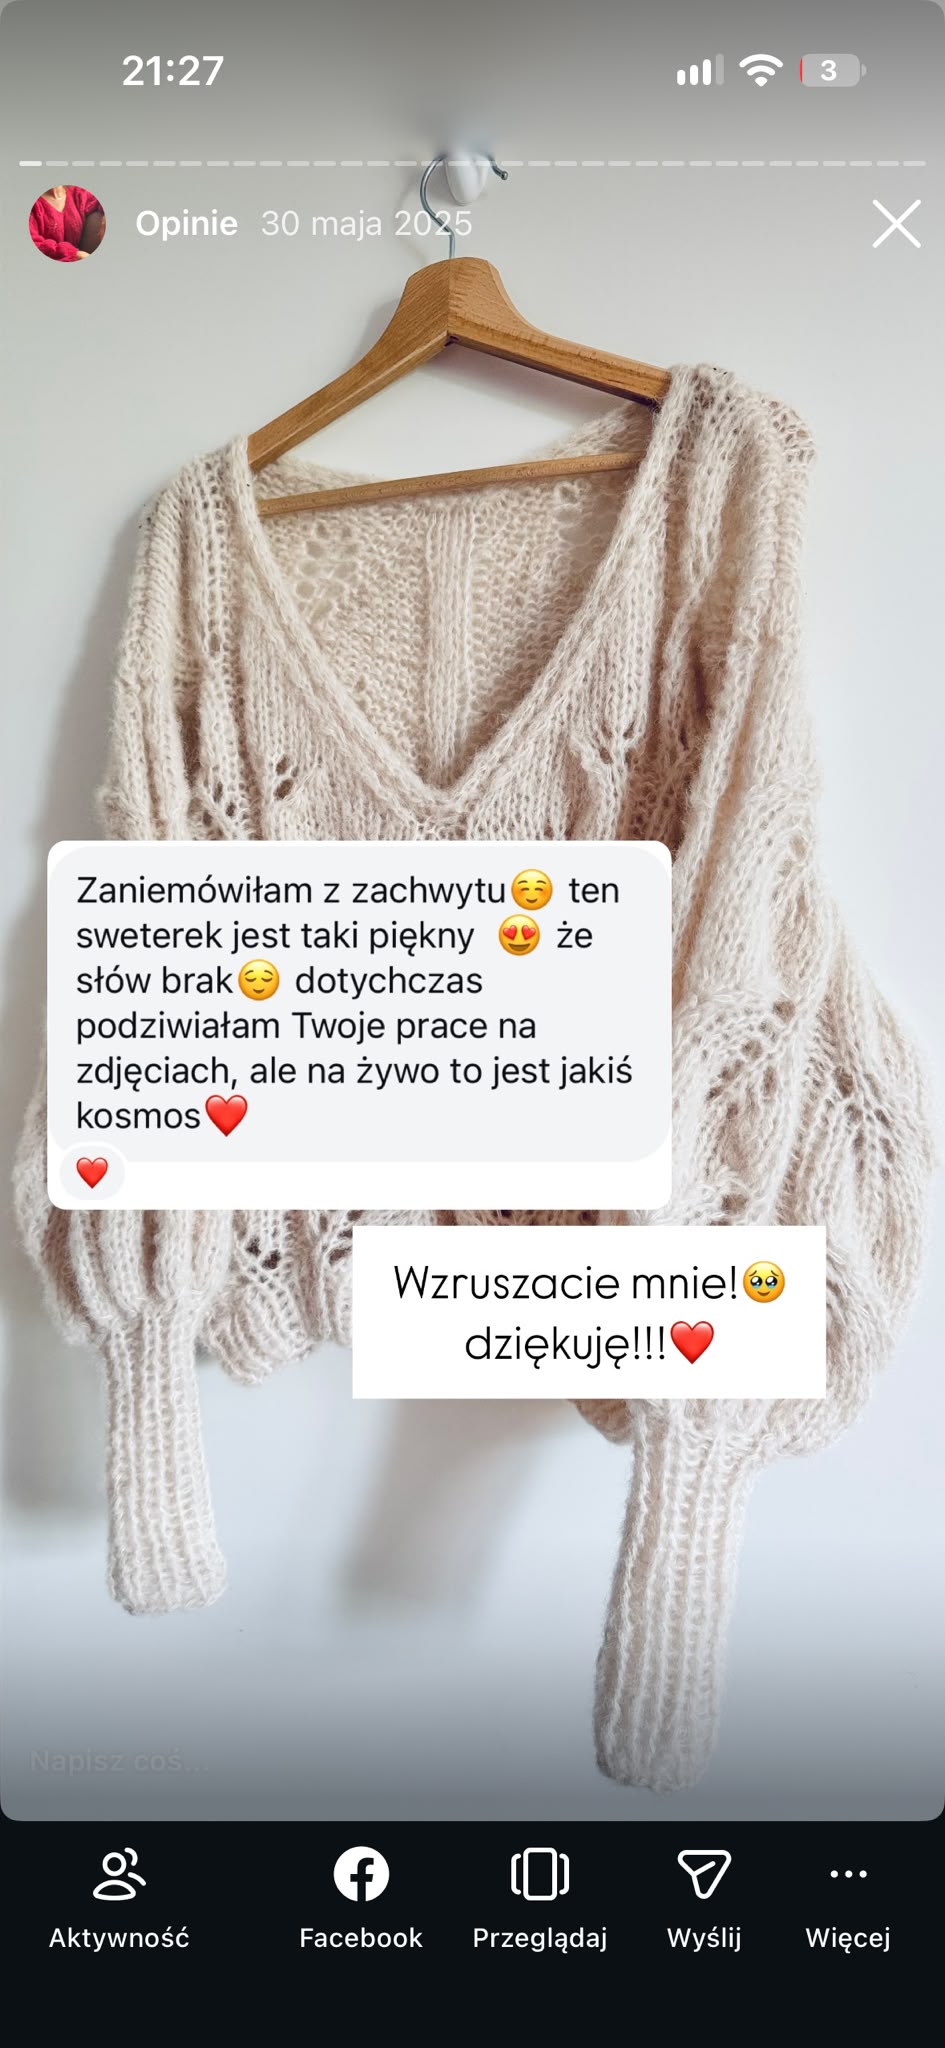 21:27
3
Opinie 30 maja 2025
Zaniemówiłam z zachwytu☺️ ten
sweterek jest taki piękny 😍 że
słów brak😌 dotychczas
podziwiałam Twoje prace na
zdjęciach, ale na żywo to jest jakiś
kosmos❤️
❤️
Wzruszacie mnie!🥹
dziękuję!!!❤️
Napisz coś...
Aktywność Facebook Przeglądaj Wyślij Więcej